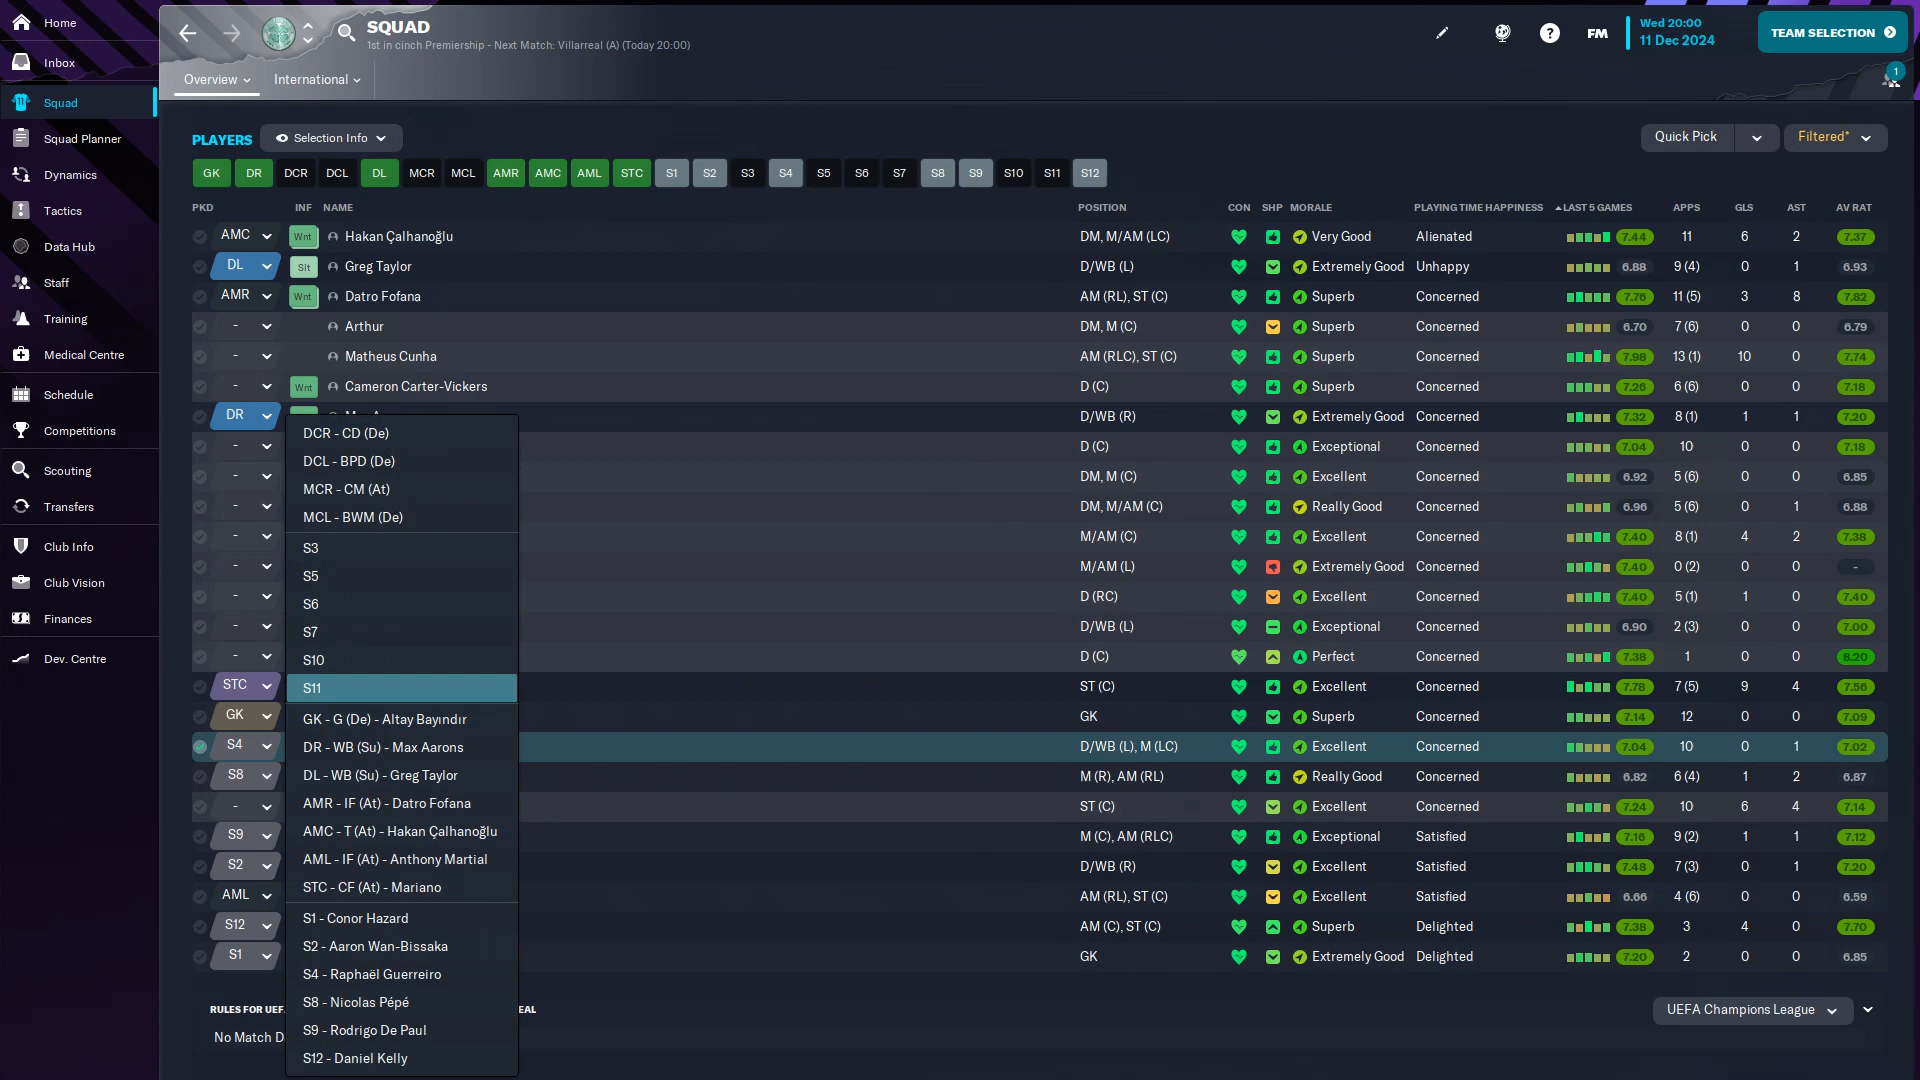 Home
Inbox
Squad
Squad Planner
Dynamics
Tactics
Data Hub
Staff
Training
Medical Centre
Schedule
Competitions
Scouting
Transfers
Club Info
Club Vision
Finances
Dev. Centre
SQUAD
1st in cinch Premiership - Next Match: Villarreal (A) (Today 20:00)
FM
Wed 20:00
11 Dec 2024
TEAM SELECTION
Overview International
1
PLAYERS Selection Info Quick Pick Filtered*
GK DR DCR DCL DL MCR MCL AMR AMC AML STC S1 S2 S3 S4 S5 S6 S7 S8 S9 S10 S11 S12
PKD INF NAME POSITION CON SHP MORALE PLAYING TIME HAPPINESS LAST 5 GAMES APPS GLS AST AV RAT
AMC Wnt Hakan Çalhanoğlu DM, M/AM (LC) Very Good Alienated 7.44 11 6 2 7.37
DL Slt Greg Taylor D/WB (L) Extremely Good Unhappy 6.88 9 (4) 0 1 6.93
AMR Wnt Datro Fofana AM (RL), ST (C) Superb Concerned 7.76 11 (5) 3 8 7.82
- Arthur DM, M (C) Superb Concerned 6.70 7 (6) 0 0 6.79
- Matheus Cunha AM (RLC), ST (C) Superb Concerned 7.98 13 (1) 10 0 7.74
- Wnt Cameron Carter-Vickers D (C) Superb Concerned 7.26 6 (6) 0 0 7.18
DR D/WB (R) Extremely Good Concerned 7.32 8 (1) 1 1 7.20
- D (C) Exceptional Concerned 7.04 10 0 0 7.18
- DM, M (C) Excellent Concerned 6.92 5 (6) 0 0 6.85
- DM, M/AM (C) Really Good Concerned 6.96 5 (6) 0 1 6.88
- M/AM (C) Excellent Concerned 7.40 8 (1) 4 2 7.38
- M/AM (L) Extremely Good Concerned 7.40 0 (2) 0 0 -
- D (RC) Excellent Concerned 7.40 5 (1) 1 0 7.40
- D/WB (L) Exceptional Concerned 6.90 2 (3) 0 0 7.00
- D (C) Perfect Concerned 7.38 1 0 0 8.20
STC ST (C) Excellent Concerned 7.78 7 (5) 9 4 7.56
GK GK Superb Concerned 7.14 12 0 0 7.09
S4 D/WB (L), M (LC) Excellent Concerned 7.04 10 0 1 7.02
S8 M (R), AM (RL) Really Good Concerned 6.82 6 (4) 1 2 6.87
- ST (C) Excellent Concerned 7.24 10 6 4 7.14
S9 M (C), AM (RLC) Exceptional Satisfied 7.16 9 (2) 1 1 7.12
S2 D/WB (R) Excellent Satisfied 7.48 7 (3) 0 1 7.20
AML AM (RL), ST (C) Excellent Satisfied 6.66 4 (6) 0 0 6.59
S12 AM (C), ST (C) Superb Delighted 7.38 3 4 0 7.70
S1 GK Extremely Good Delighted 7.20 2 0 0 6.85
DCR - CD (De)
DCL - BPD (De)
MCR - CM (At)
MCL - BWM (De)
S3
S5
S6
S7
S10
S11
GK - G (De) - Altay Bayındır
DR - WB (Su) - Max Aarons
DL - WB (Su) - Greg Taylor
AMR - IF (At) - Datro Fofana
AMC - T (At) - Hakan Çalhanoğlu
AML - IF (At) - Anthony Martial
STC - CF (At) - Mariano
S1 - Conor Hazard
S2 - Aaron Wan-Bissaka
S4 - Raphaël Guerreiro
S8 - Nicolas Pépé
S9 - Rodrigo De Paul
S12 - Daniel Kelly
RULES FOR
UEFA Champions League
No Match